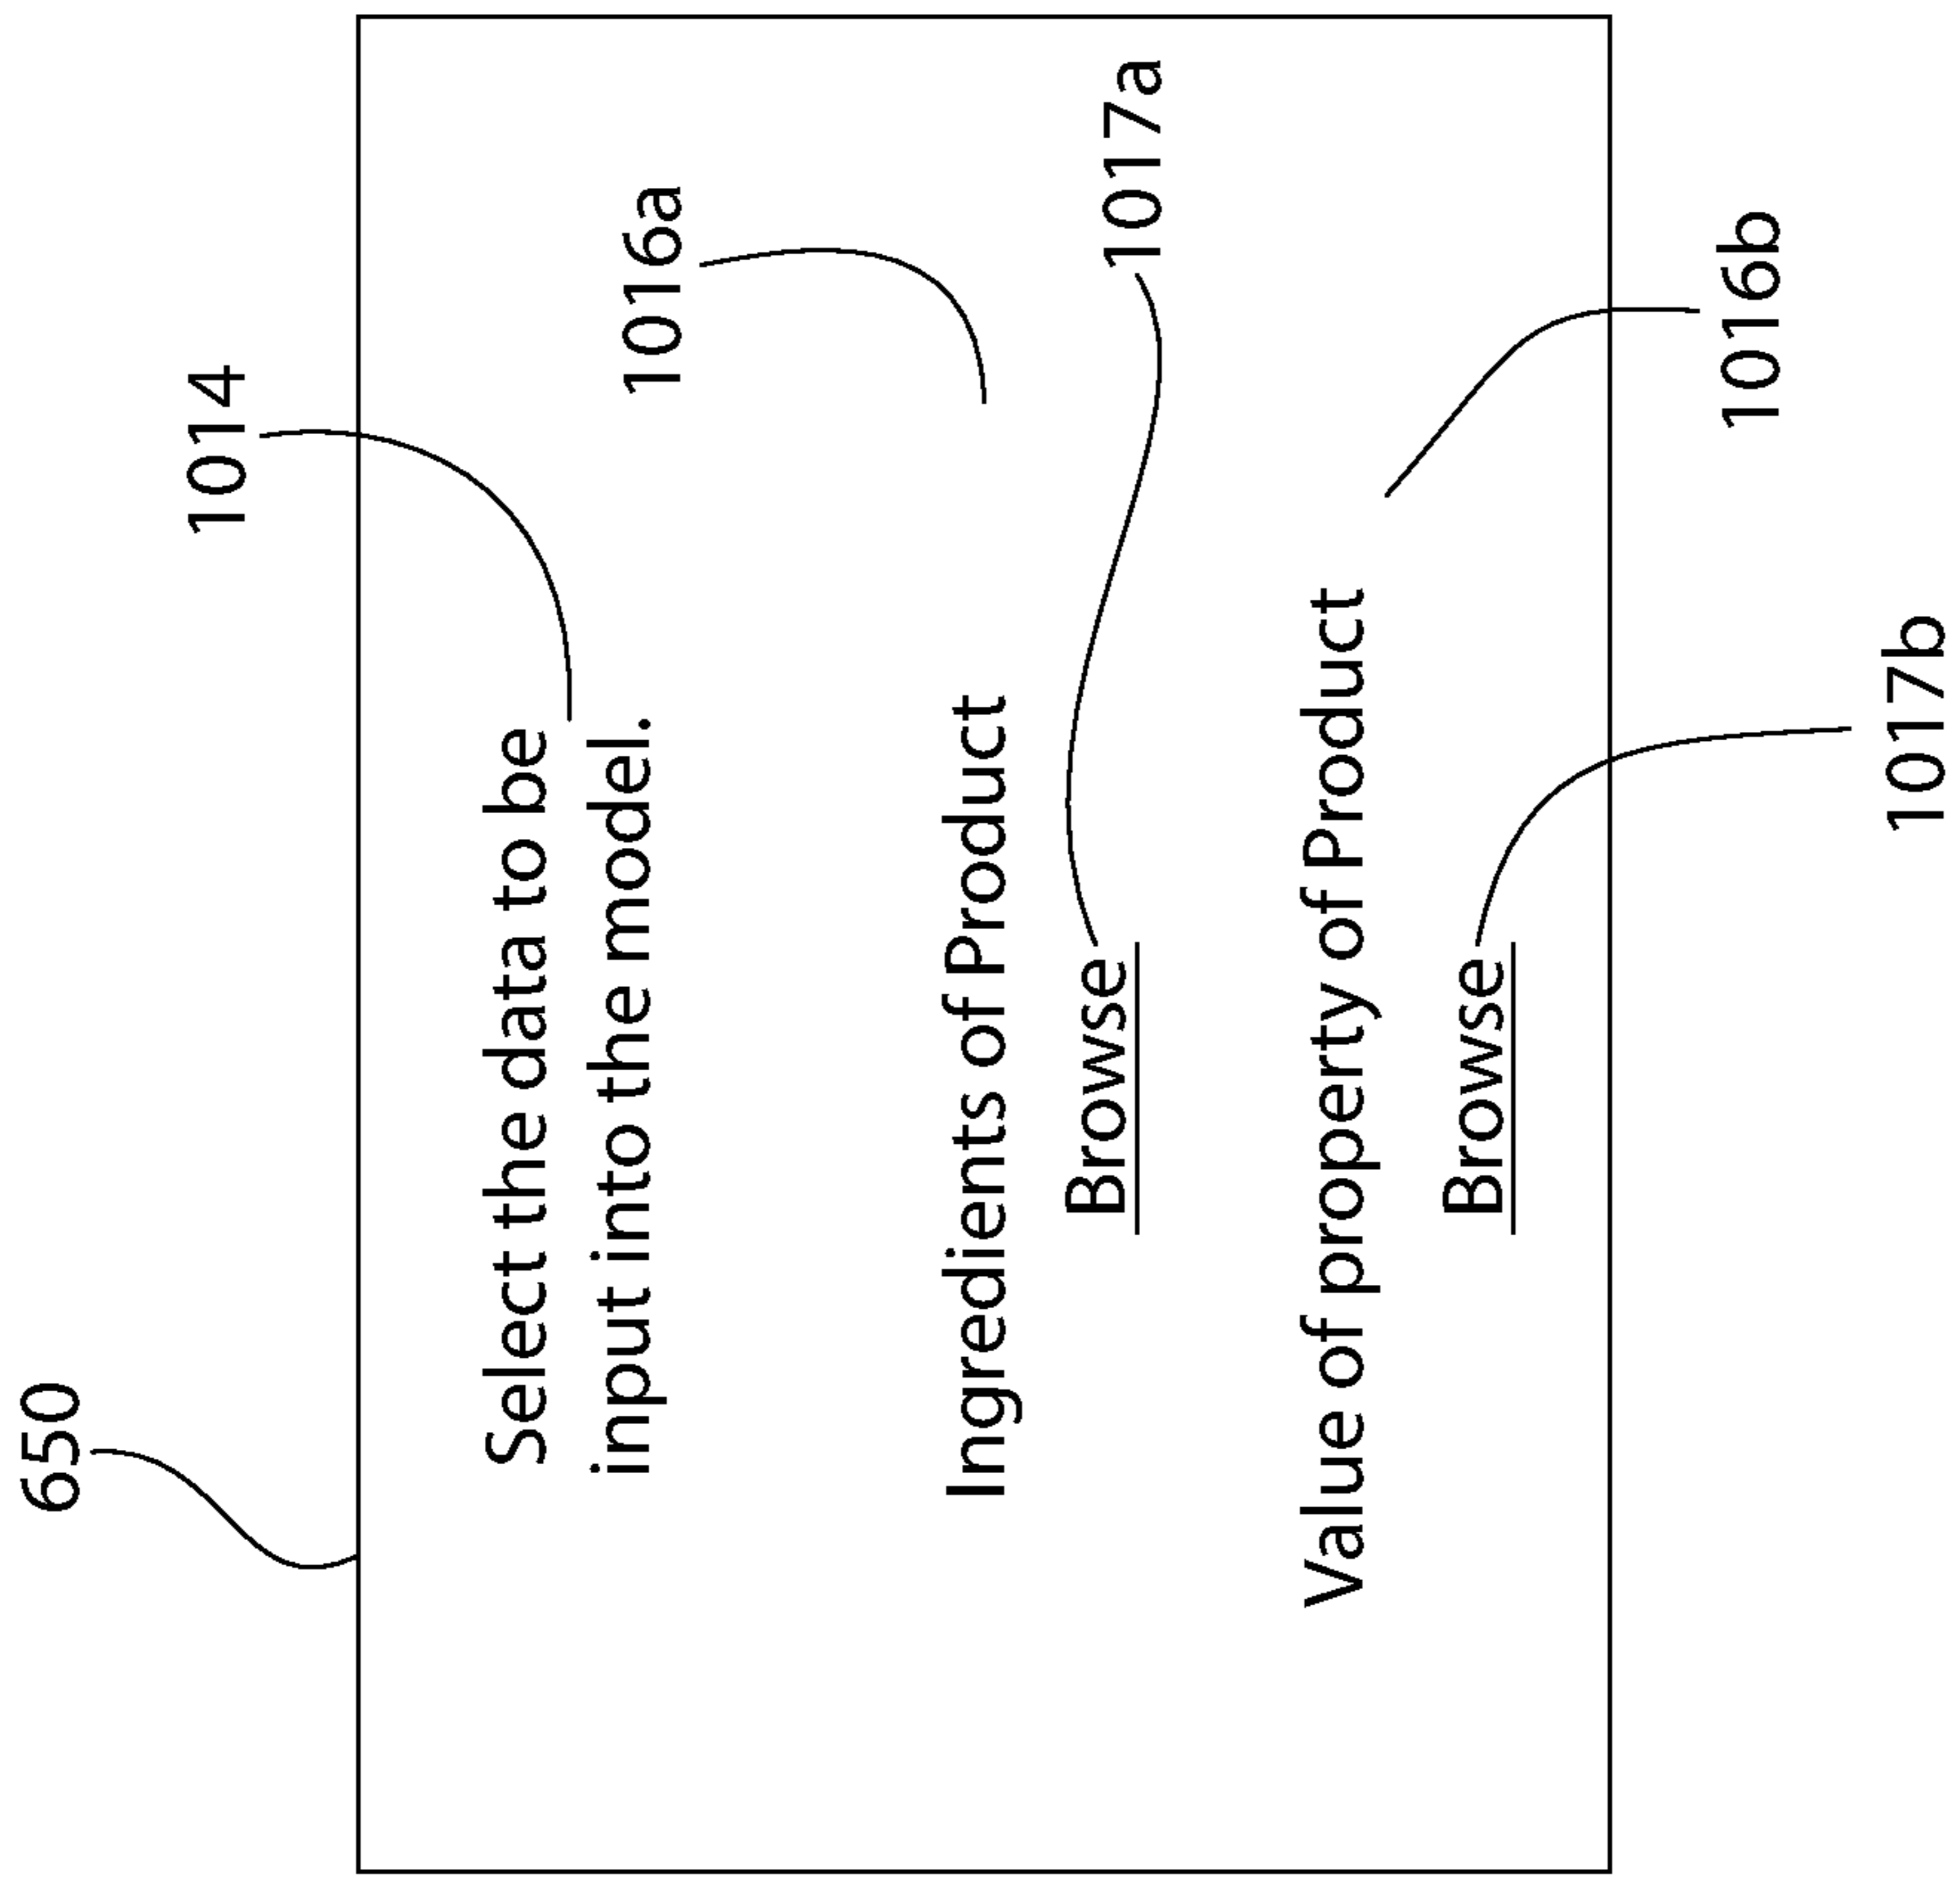 650
1014
Select the data to be
input into the model.
1016a
Ingredients of Product
1017a
Browse
Value of property of Product
1016b
Browse
1017b